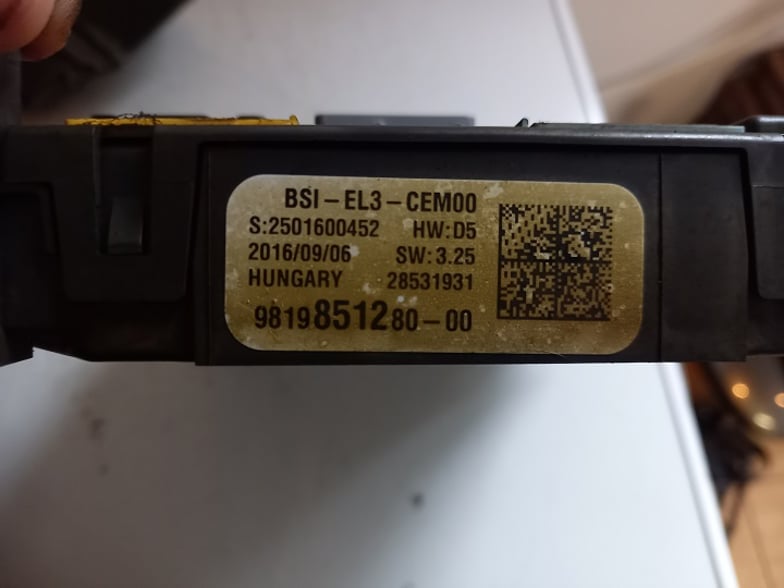 BSI-EL3-CEM00
S:2501600452 HW:D5
2016/09/06 SW:3.25
HUNGARY 28531931
9819851280-00